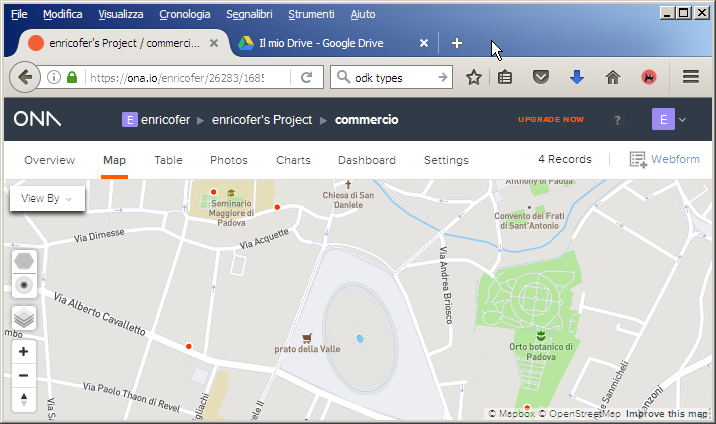 File Modifica Visualizza Cronologia Segnalibri Strumenti Aiuto
enricofer's Project / commerci... Il mio Drive - Google Drive
https://ona.io/enricofer/26283/1685 odk types
ONA E enricofer ▶ enricofer's Project ▶ commercio UPGRADE NOW ? E
Overview Map Table Photos Charts Dashboard Settings 4 Records Webform
View By
Seminario
Maggiore di
Padova
Chiesa di San
Daniele
Anthony of Padua
Convento dei Frati
di Sant'Antonio
Via Dimesse
Via Acquette
Via Andrea Briosco
Via Alberto Cavalletto
prato della Valle
Orto botanico di
Padova
Via Paolo Thaon di Revel
© Mapbox © OpenStreetMap Improve this map